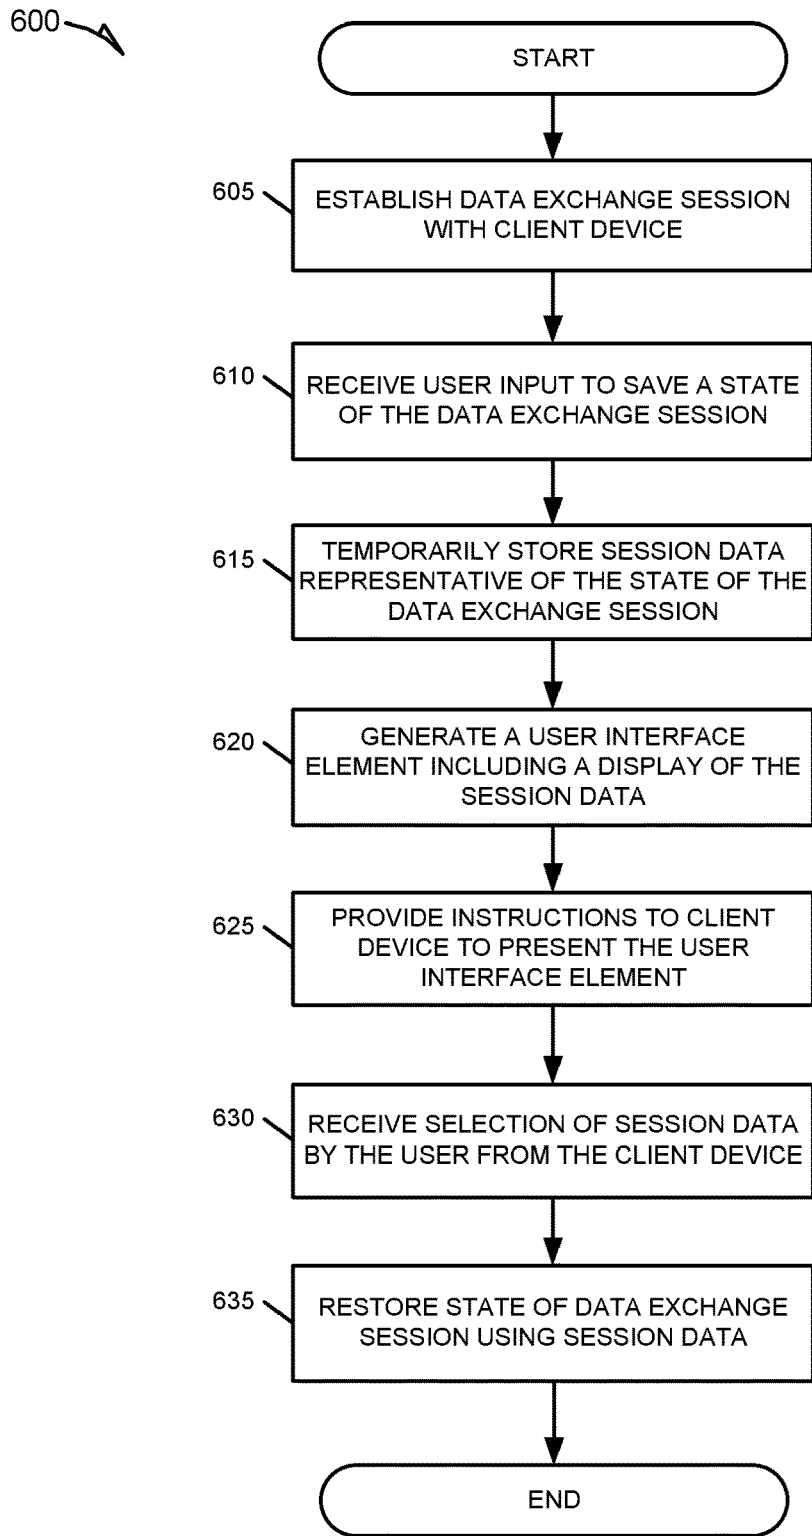 600
START
605
ESTABLISH DATA EXCHANGE SESSION
WITH CLIENT DEVICE
610
RECEIVE USER INPUT TO SAVE A STATE
OF THE DATA EXCHANGE SESSION
615
TEMPORARILY STORE SESSION DATA
REPRESENTATIVE OF THE STATE OF THE
DATA EXCHANGE SESSION
620
GENERATE A USER INTERFACE
ELEMENT INCLUDING A DISPLAY OF THE
SESSION DATA
625
PROVIDE INSTRUCTIONS TO CLIENT
DEVICE TO PRESENT THE USER
INTERFACE ELEMENT
630
RECEIVE SELECTION OF SESSION DATA
BY THE USER FROM THE CLIENT DEVICE
635
RESTORE STATE OF DATA EXCHANGE
SESSION USING SESSION DATA
END